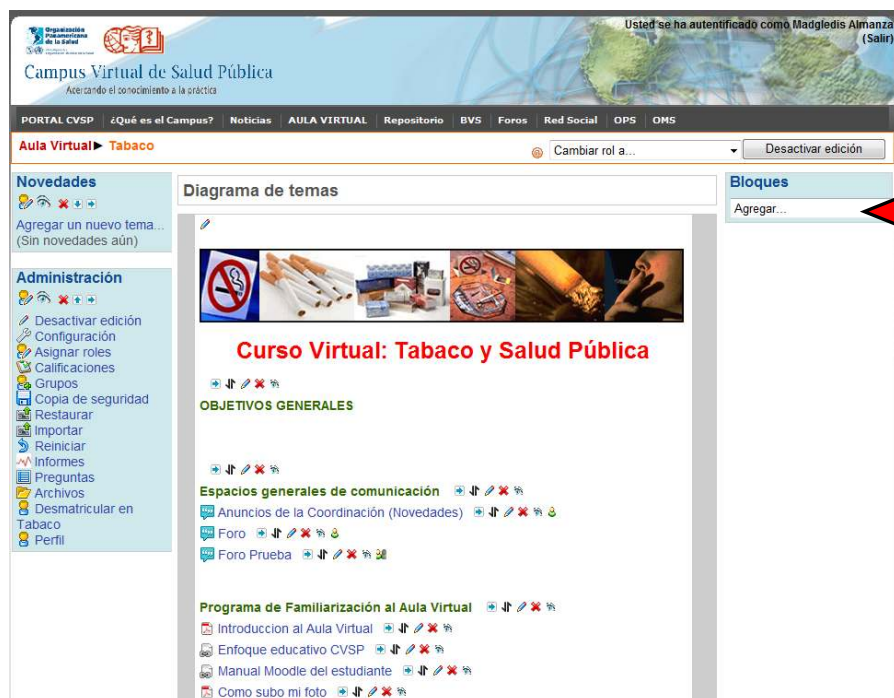 Organización
Panamericana
de la Salud
Usted se ha autentificado como Madgledis Almanza
(Salir)
Campus Virtual de Salud Pública
Acercando el conocimiento a la práctica
PORTAL CVSP ¿Qué es el Campus? Noticias AULA VIRTUAL Repositorio BVS Foros Red Social OPS OMS
Aula Virtual► Tabaco
Cambiar rol a...
Desactivar edición
Novedades
Agregar un nuevo tema...
(Sin novedades aún)
Administración
Desactivar edición
Configuración
Asignar roles
Calificaciones
Grupos
Copia de seguridad
Restaurar
Importar
Reiniciar
Informes
Preguntas
Archivos
Desmatricular en
Tabaco
Perfil
Diagrama de temas
Curso Virtual: Tabaco y Salud Pública
OBJETIVOS GENERALES
Espacios generales de comunicación
Anuncios de la Coordinación (Novedades)
Foro
Foro Prueba
Programa de Familiarización al Aula Virtual
Introduccion al Aula Virtual
Enfoque educativo CVSP
Manual Moodle del estudiante
Como subo mi foto
Bloques
Agregar...